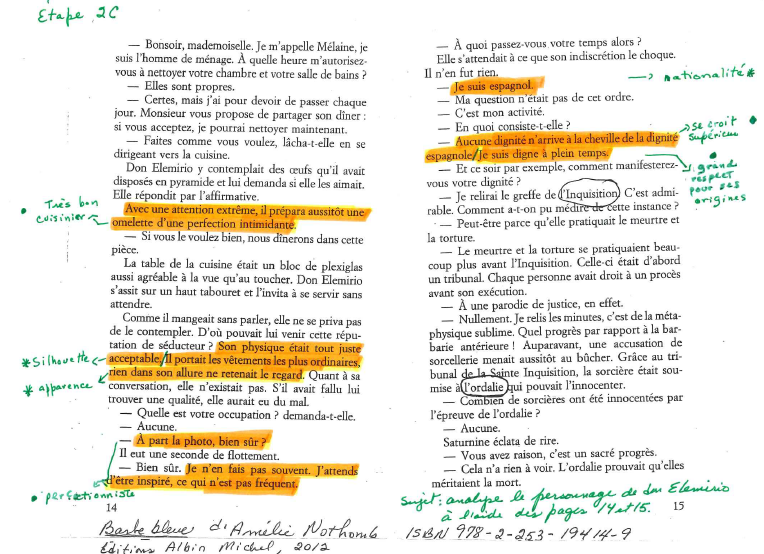 Étape 2C
— Bonsoir, mademoiselle. Je m'appelle Mélaine, je
suis l'homme de ménage. À quelle heure m'autorisez-
vous à nettoyer votre chambre et votre salle de bains ?
— Elles sont propres.
— Certes, mais j'ai pour devoir de passer chaque
jour. Monsieur vous propose de partager son dîner :
si vous acceptez, je pourrai nettoyer maintenant.
— Faites comme vous voulez, lâcha-t-elle en se
dirigeant vers la cuisine.
Don Elemirio y contemplait des œufs qu'il avait
disposés en pyramide et lui demanda si elle les aimait.
Elle répondit par l'affirmative.
Avec une attention extrême, il prépara aussitôt une
omelette d'une perfection intimidante.
• Très bon
cuisinier
— Si vous le voulez bien, nous dînerons dans cette
pièce.
La table de la cuisine était un bloc de plexiglas
aussi agréable à la vue qu'au toucher. Don Elemirio
s'assit sur un haut tabouret et l'invita à se servir sans
attendre.
Comme il mangeait sans parler, elle ne se priva pas
de le contempler. D'où pouvait lui venir cette répu-
tation de séducteur ? Son physique était tout juste
acceptable/Il portait les vêtements les plus ordinaires,
rien dans son allure ne retenait le regard. Quant à sa
conversation, elle n'existait pas. S'il avait fallu lui
trouver une qualité, elle aurait eu du mal.
* Silhouette
* apparence
— Quelle est votre occupation ? demanda-t-elle.
— Aucune.
— À part la photo, bien sûr ?
Il eut une seconde de flottement.
— Bien sûr. Je n'en fais pas souvent. J'attends
d'être inspiré, ce qui n'est pas fréquent.
• perfectionniste
14
— À quoi passez-vous votre temps alors ?
Elle s'attendait à ce que son indiscrétion le choque.
Il n'en fut rien.
— Je suis espagnol.
→ nationalité *
— Ma question n'était pas de cet ordre.
— C'est mon activité.
— En quoi consiste-t-elle ?
— Aucune dignité n'arrive à la cheville de la dignité
espagnole/Je suis digne à plein temps.
se croit •
supérieur
— Et ce soir par exemple, comment manifesterez-
vous votre dignité ?
• grand
respect
pour ses
origines
— Je relirai le greffe de l'Inquisition. C'est admi-
rable. Comment a-t-on pu médire de cette instance ?
— Peut-être parce qu'elle pratiquait le meurtre et
la torture.
— Le meurtre et la torture se pratiquaient beau-
coup plus avant l'Inquisition. Celle-ci était d'abord
un tribunal. Chaque personne avait droit à un procès
avant son exécution.
— À une parodie de justice, en effet.
— Nullement. Je relis les minutes, c'est de la méta-
physique sublime. Quel progrès par rapport à la bar-
barie antérieure ! Auparavant, une accusation de
sorcellerie menait aussitôt au bûcher. Grâce au tri-
bunal de la Sainte Inquisition, la sorcière était sou-
mise à l'ordalie qui pouvait l'innocenter.
— Combien de sorcières ont été innocentées par
l'épreuve de l'ordalie ?
— Aucune.
Saturnine éclata de rire.
— Vous avez raison, c'est un sacré progrès.
— Cela n'a rien à voir. L'ordalie prouvait qu'elles
méritaient la mort.
Sujet: analyse le personnage de don Elemirio
à l'aide des pages 14 et 15.
15
Barbe bleue d'Amélie Nothomb ISBN 978-2-253-19414-9
Éditions Albin Michel, 2012